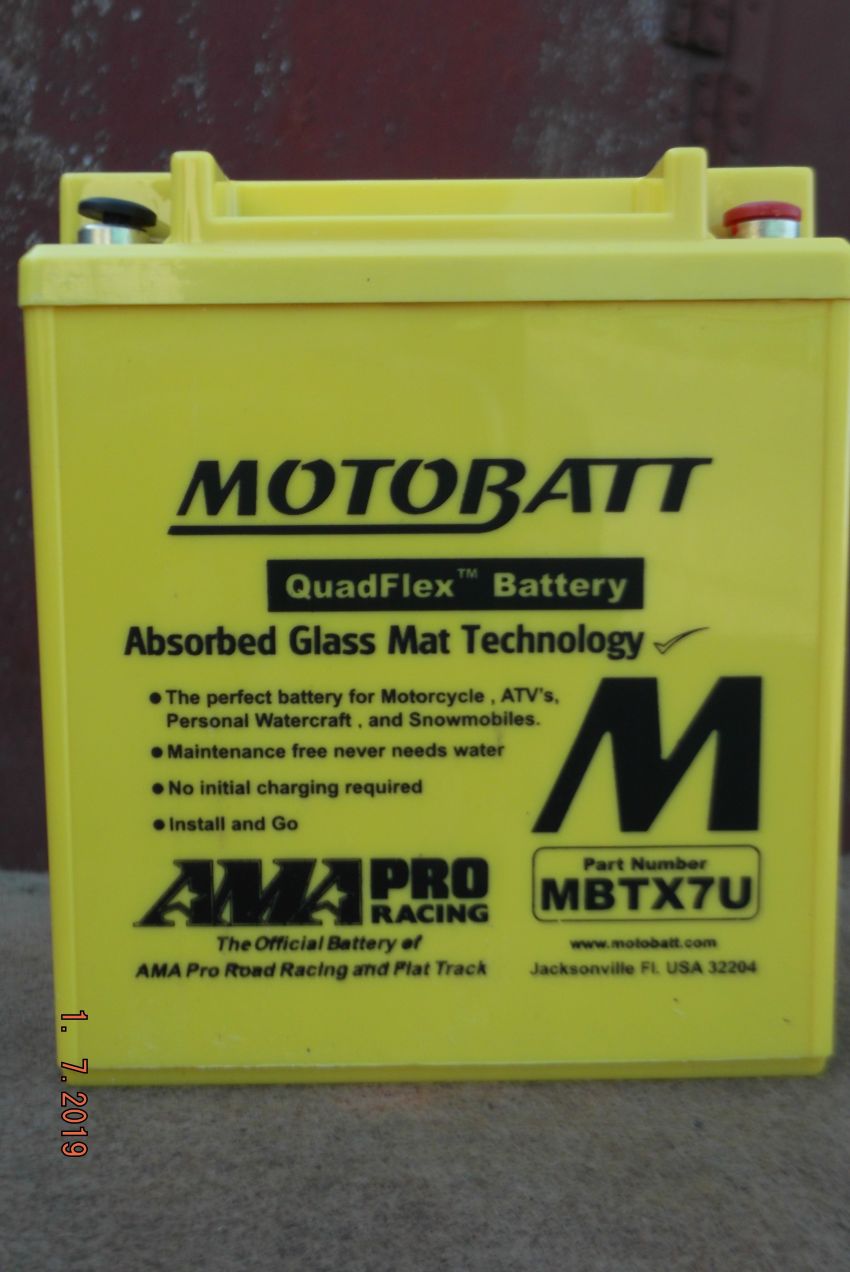 MOTOBATT
QuadFlex™ Battery
Absorbed Glass Mat Technology
● The perfect battery for Motorcycle , ATV's,
Personal Watercraft , and Snowmobiles.
● Maintenance free never needs water
● No initial charging required
● Install and Go
M
AMA PRO
RACING
The Official Battery of
AMA Pro Road Racing and Flat Track
Part Number
MBTX7U
www.motobatt.com
Jacksonville Fl. USA 32204
1. 7.2019